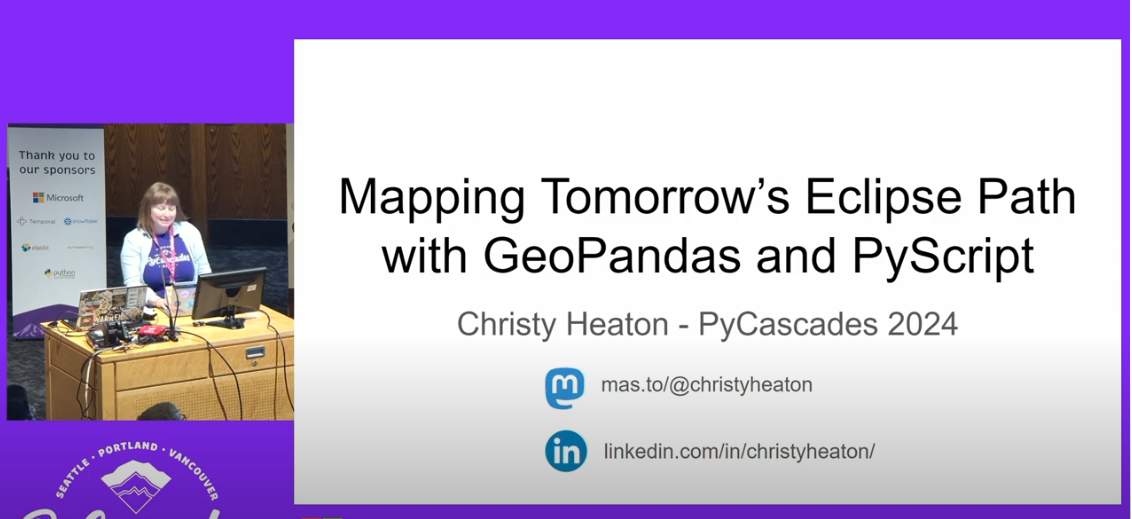 Thank you to
our sponsors
Microsoft
Temporal
snowflake
elastic
python
Mapping Tomorrow's Eclipse Path
with GeoPandas and PyScript
Christy Heaton - PyCascades 2024
mas.to/@christyheaton
in linkedin.com/in/christyheaton/
SEATTLE · PORTLAND · VANCOUVER